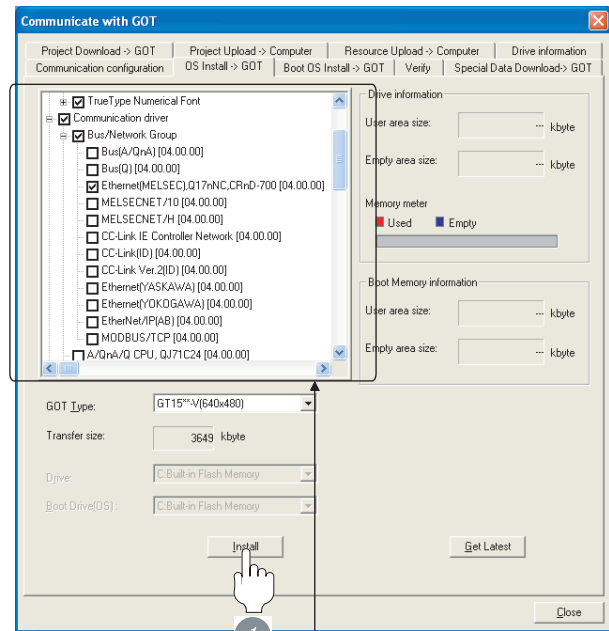 Communicate with GOT
Project Download -> GOT
Project Upload -> Computer
Resource Upload -> Computer
Drive information
Communication configuration
OS Install -> GOT
Boot OS Install -> GOT
Verify
Special Data Download-> GOT
TrueType Numerical Font
Communication driver
Bus/Network Group
Bus(A/QnA) [04.00.00]
Bus(Q) [04.00.00]
Ethernet(MELSEC),Q17nNC,CRnD-700 [04.00.00]
MELSECNET/10 [04.00.00]
MELSECNET/H [04.00.00]
CC-Link IE Controller Network [04.00.00]
CC-Link(ID) [04.00.00]
CC-Link Ver.2(ID) [04.00.00]
Ethernet(YASKAWA) [04.00.00]
Ethernet(YOKOGAWA) [04.00.00]
EtherNet/IP(AB) [04.00.00]
MODBUS/TCP [04.00.00]
A/QnA/Q CPU, QJ71C24 [04.00.00]
Drive information
User area size: --- kbyte
Empty area size: --- kbyte
Memory meter
Used Empty
Boot Memory information
User area size: --- kbyte
Empty area size: --- kbyte
GOT Type: GT15**-V(640x480)
Transfer size: 3649 kbyte
Drive: C:Built-in Flash Memory
Boot Drive(OS) : C:Built-in Flash Memory
Install
Get Latest
Close